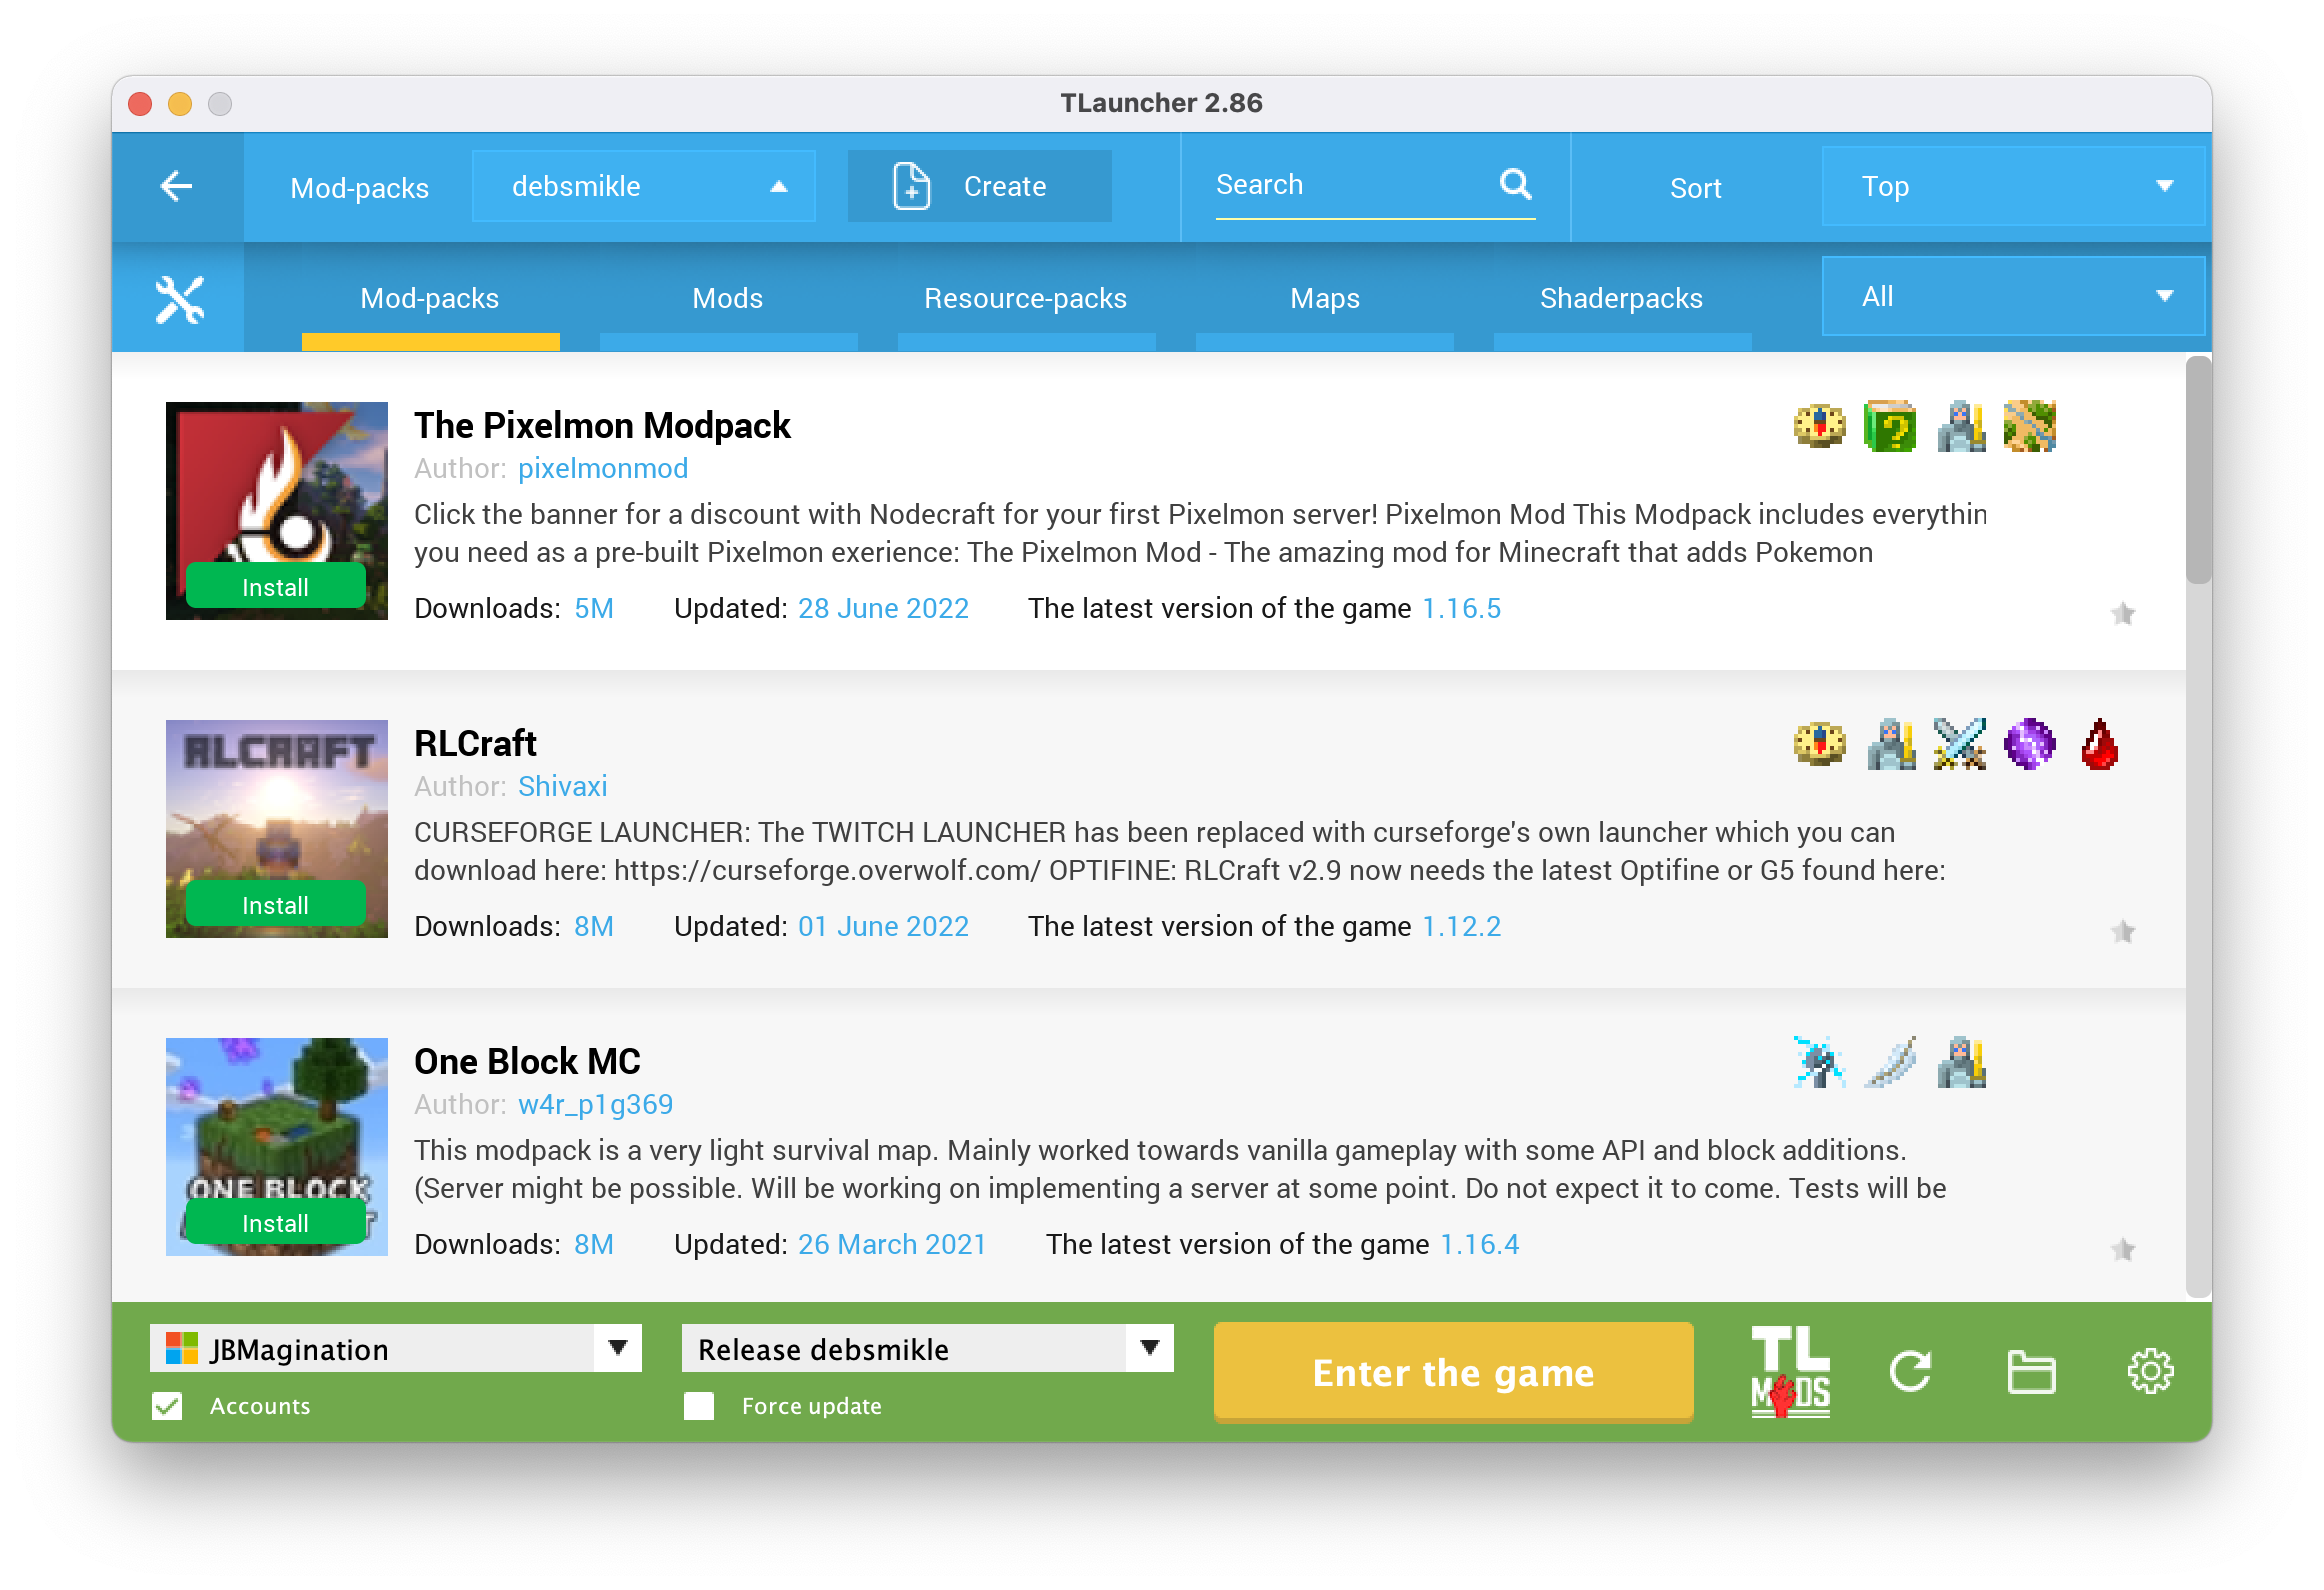 TLauncher 2.86
Mod-packs debsmikle Create Search Sort Top
Mod-packs Mods Resource-packs Maps Shaderpacks All
The Pixelmon Modpack
Author: pixelmonmod
Click the banner for a discount with Nodecraft for your first Pixelmon server! Pixelmon Mod This Modpack includes everythin
you need as a pre-built Pixelmon exerience: The Pixelmon Mod - The amazing mod for Minecraft that adds Pokemon
Install
Downloads: 5M Updated: 28 June 2022 The latest version of the game 1.16.5
RLCRAFT
RLCraft
Author: Shivaxi
CURSEFORGE LAUNCHER: The TWITCH LAUNCHER has been replaced with curseforge's own launcher which you can
download here: https://curseforge.overwolf.com/ OPTIFINE: RLCraft v2.9 now needs the latest Optifine or G5 found here:
Install
Downloads: 8M Updated: 01 June 2022 The latest version of the game 1.12.2
One Block MC
Author: w4r_p1g369
This modpack is a very light survival map. Mainly worked towards vanilla gameplay with some API and block additions.
ONE BLOCK
(Server might be possible. Will be working on implementing a server at some point. Do not expect it to come. Tests will be
Install
Downloads: 8M Updated: 26 March 2021 The latest version of the game 1.16.4
JBMagination Release debsmikle Enter the game TL
MODS
Accounts Force update